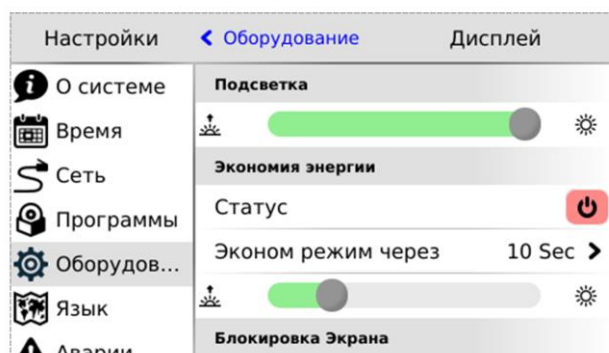 Настройки
Оборудование
Дисплей
О системе
Время
Сеть
Программы
Оборудов...
Язык
Аварии
Подсветка
Экономия энергии
Статус
Эконом режим через 10 Sec
Блокировка Экрана